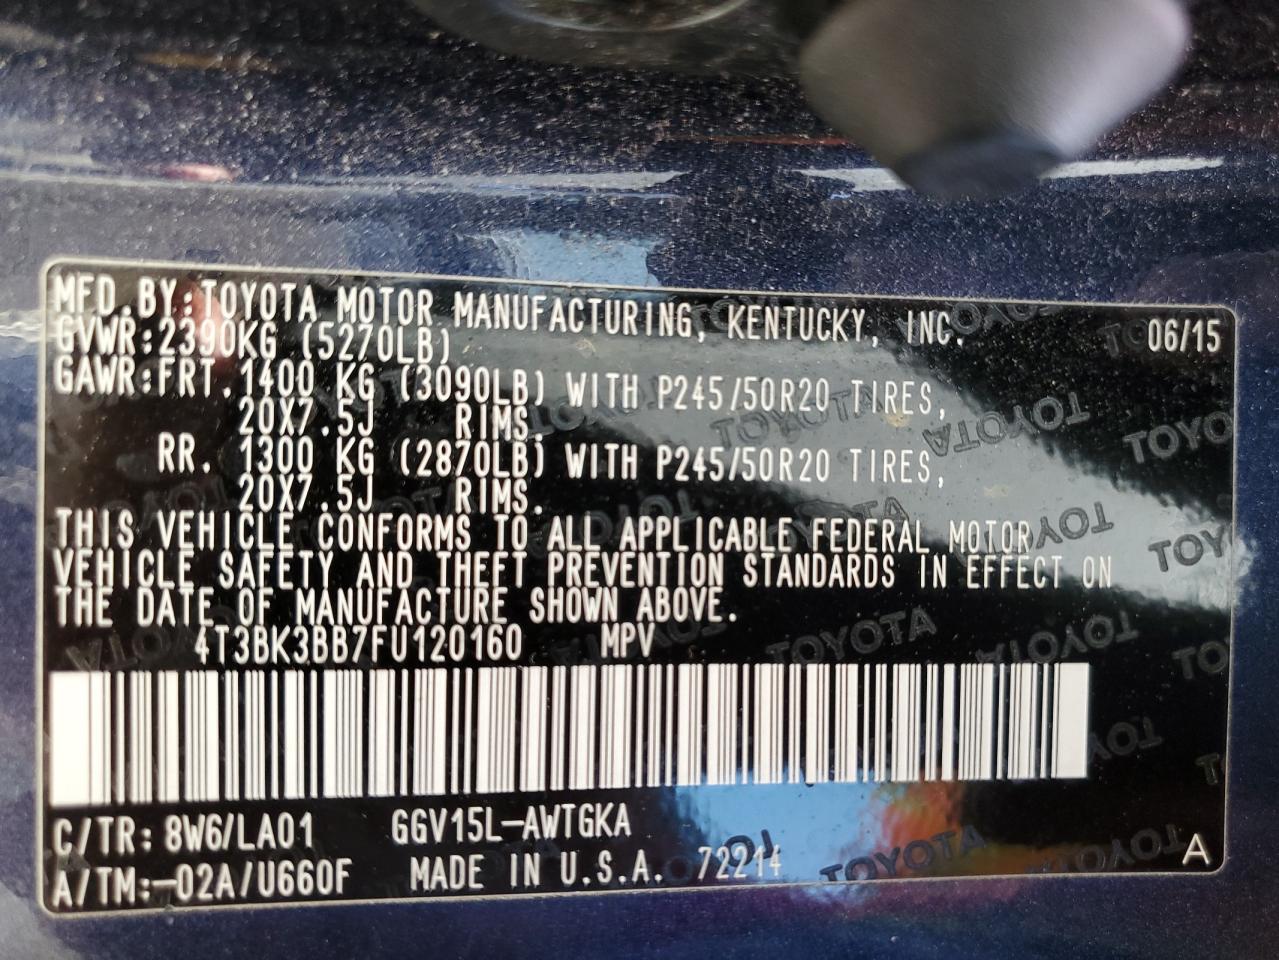 MFD.BY:TOYOTA MOTOR MANUFACTURING, KENTUCKY, INC. 06/15
GVWR:2390KG (5270LB)
GAWR:FRT.1400 KG (3090LB) WITH P245/50R20 TIRES,
20X7.5J RIMS.
RR. 1300 KG (2870LB) WITH P245/50R20 TIRES,
20X7.5J RIMS.
THIS VEHICLE CONFORMS TO ALL APPLICABLE FEDERAL MOTOR
VEHICLE SAFETY AND THEFT PREVENTION STANDARDS IN EFFECT ON
THE DATE OF MANUFACTURE SHOWN ABOVE.
4T3BK3BB7FU120160 MPV
C/TR: 8W6/LA01 GGV15L-AWTGKA
A/TM:-02A/U660F MADE IN U.S.A. 72214 A